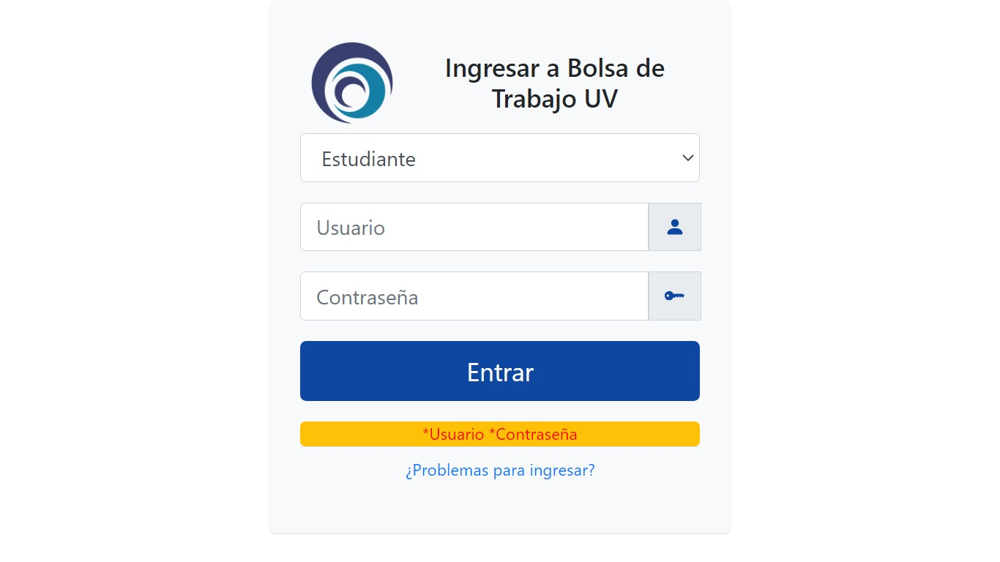 Ingresar a Bolsa de
Trabajo UV
Estudiante
Usuario
Contraseña
Entrar
*Usuario *Contraseña
¿Problemas para ingresar?